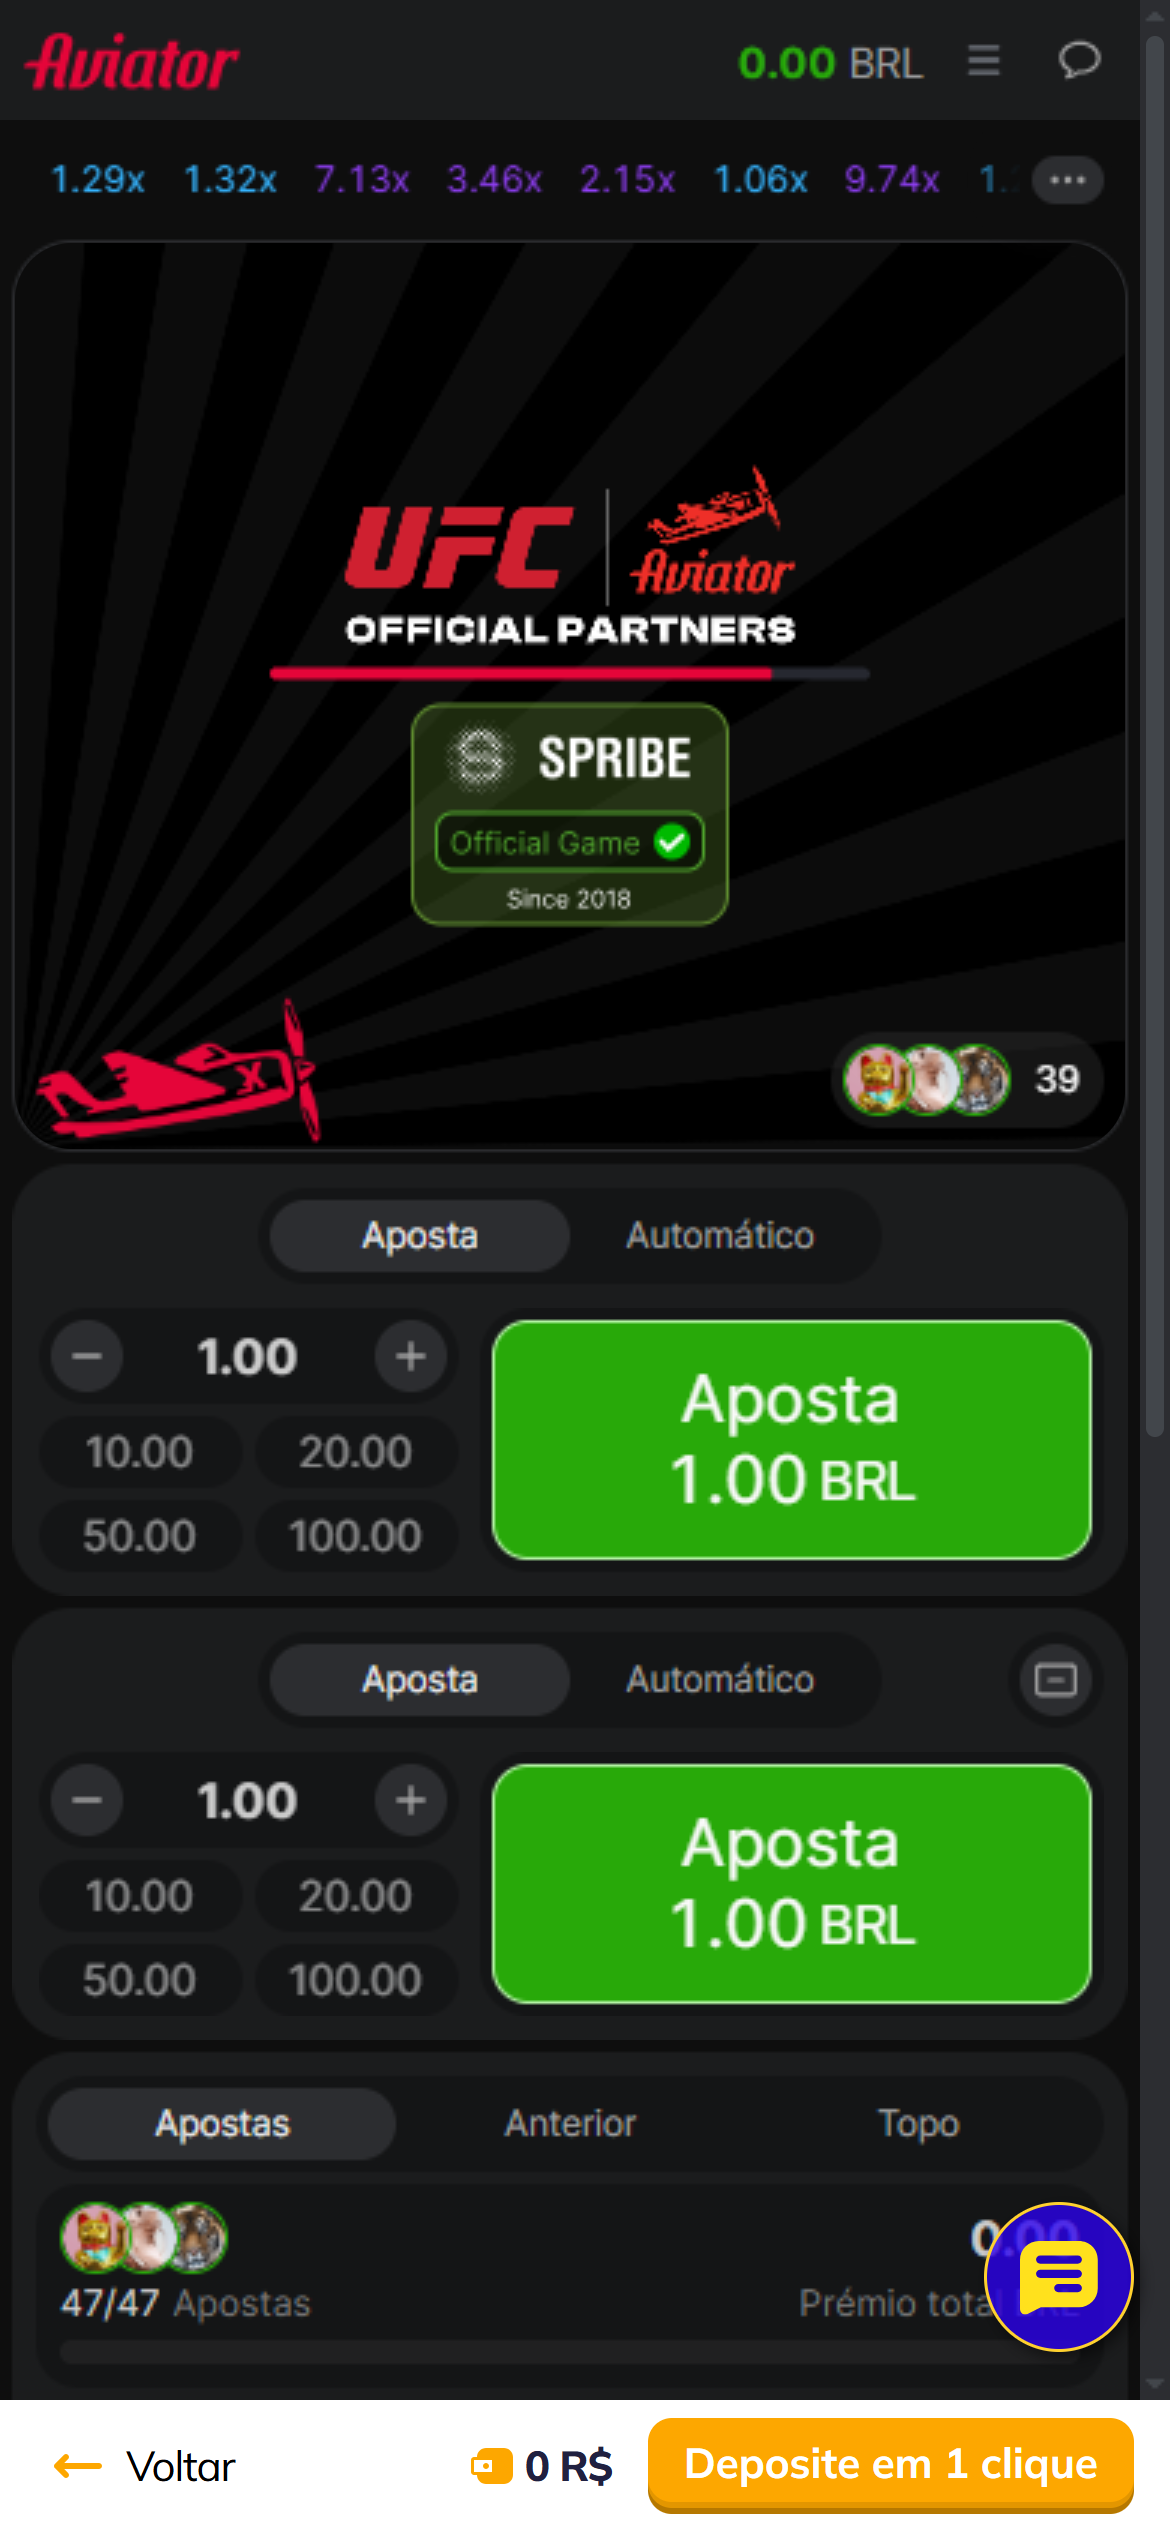 Aviator
0.00 BRL
1.29x 1.32x 7.13x 3.46x 2.15x 1.06x 9.74x
UFC
Aviator
OFFICIAL PARTNERS
SPRIBE
Official Game
Since 2018
X
39
Aposta Automático
1.00
10.00 20.00
50.00 100.00
Aposta
1.00 BRL
Aposta Automático
1.00
10.00 20.00
50.00 100.00
Aposta
1.00 BRL
Apostas Anterior Topo
0.00
47/47 Apostas
Prémio total
Voltar
0 R$
Deposite em 1 clique